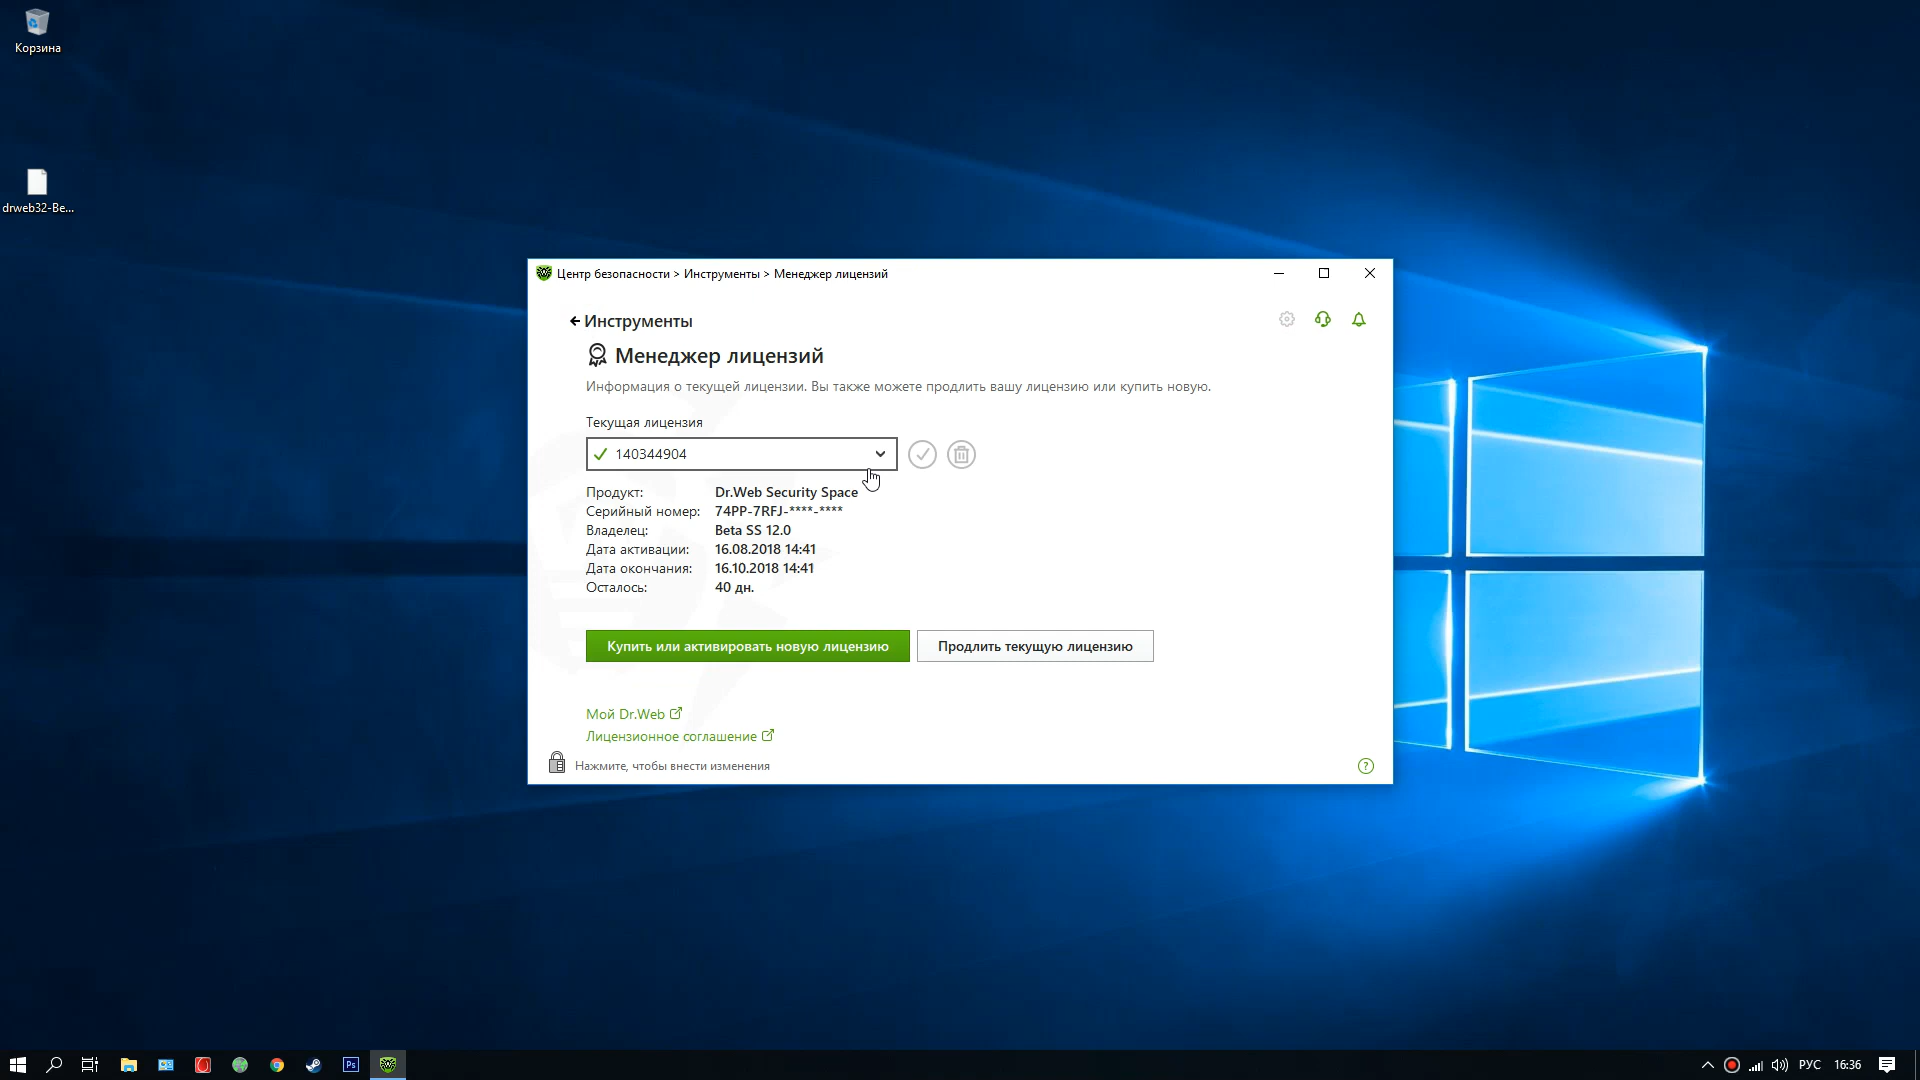 Корзина
drweb32-Be...
Центр безопасности > Инструменты > Менеджер лицензий
Инструменты
Менеджер лицензий
Информация о текущей лицензии. Вы также можете продлить вашу лицензию или купить новую.
Текущая лицензия
140344904
Продукт: Dr.Web Security Space
Серийный номер: 74PP-7RFJ-****-****
Владелец: Beta SS 12.0
Дата активации: 16.08.2018 14:41
Дата окончания: 16.10.2018 14:41
Осталось: 40 дн.
Купить или активировать новую лицензию Продлить текущую лицензию
Мой Dr.Web
Лицензионное соглашение
Нажмите, чтобы внести изменения ?
Ps РУС 16:36